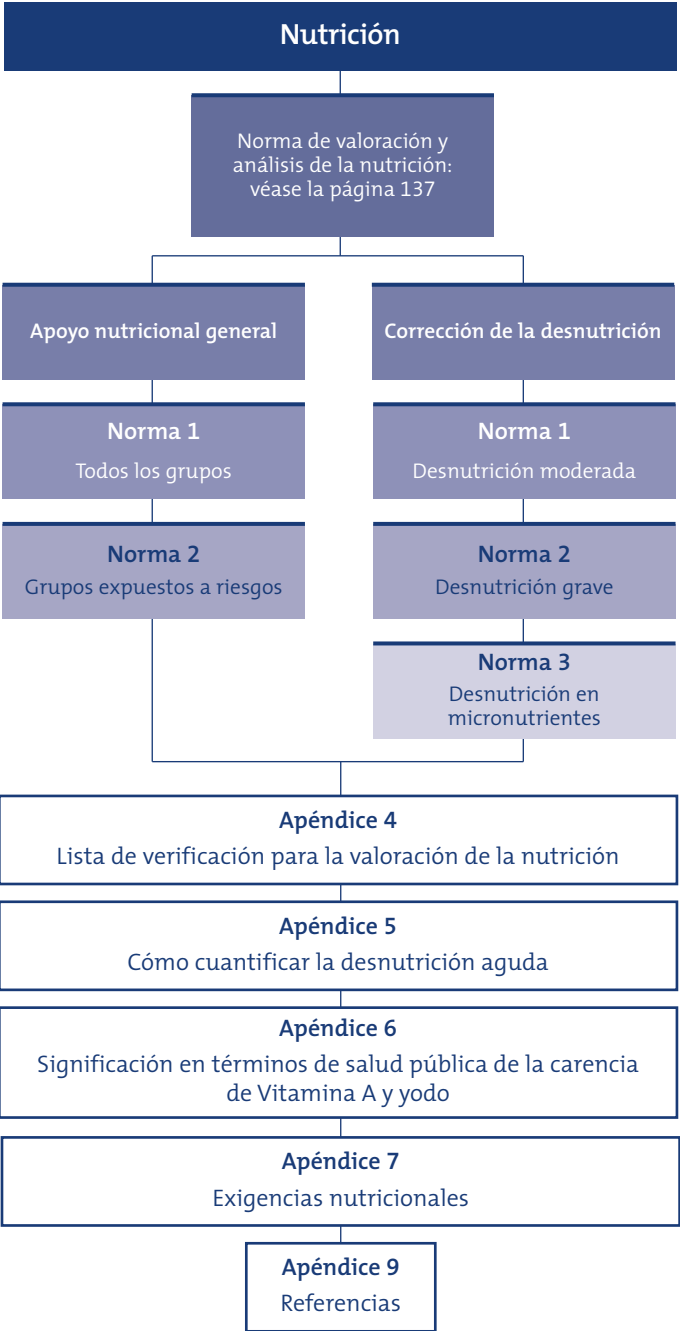 Nutrición
Norma de valoración y
análisis de la nutrición:
véase la página 137
Apoyo nutricional general
Norma 1
Todos los grupos
Norma 2
Grupos expuestos a riesgos
Corrección de la desnutrición
Norma 1
Desnutrición moderada
Norma 2
Desnutrición grave
Norma 3
Desnutrición en
micronutrientes
Apéndice 4
Lista de verificación para la valoración de la nutrición
Apéndice 5
Cómo cuantificar la desnutrición aguda
Apéndice 6
Significación en términos de salud pública de la carencia
de Vitamina A y yodo
Apéndice 7
Exigencias nutricionales
Apéndice 9
Referencias